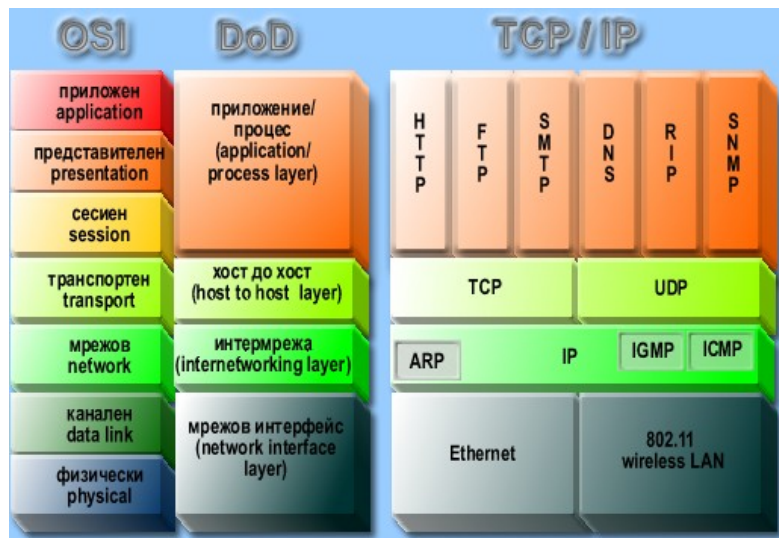 OSI
DoD
TCP / IP
приложен
application
представителен
presentation
сесиен
session
транспортен
transport
мрежов
network
канален
data link
физически
physical
приложение/
процес
(application/
process layer)
хост до хост
(host to host layer)
интермрежа
(internetworking layer)
мрежов интерфейс
(network interface
layer)
HTTP
FTP
SMTP
DNS
RIP
SNMP
TCP
UDP
ARP
IP
IGMP
ICMP
Ethernet
802.11
wireless LAN